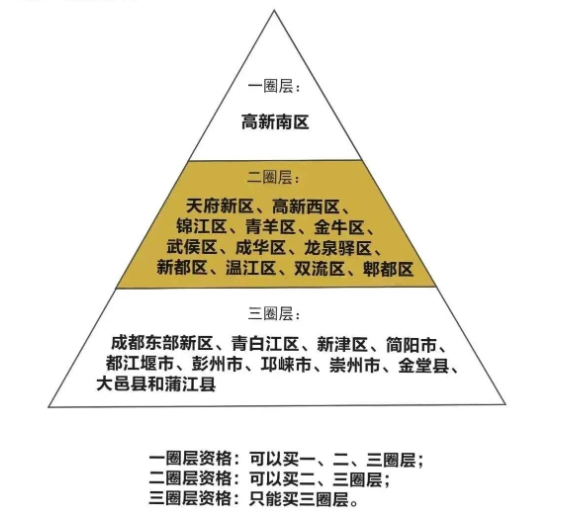 一圈层：
高新南区
二圈层：
天府新区、高新西区、
锦江区、青羊区、金牛区、
武侯区、成华区、龙泉驿区、
新都区、温江区、双流区、郫都区
三圈层：
成都东部新区、青白江区、新津区、简阳市、
都江堰市、彭州市、邛崃市、崇州市、金堂县、
大邑县和蒲江县
一圈层资格：可以买一、二、三圈层；
二圈层资格：可以买二、三圈层；
三圈层资格：只能买三圈层。